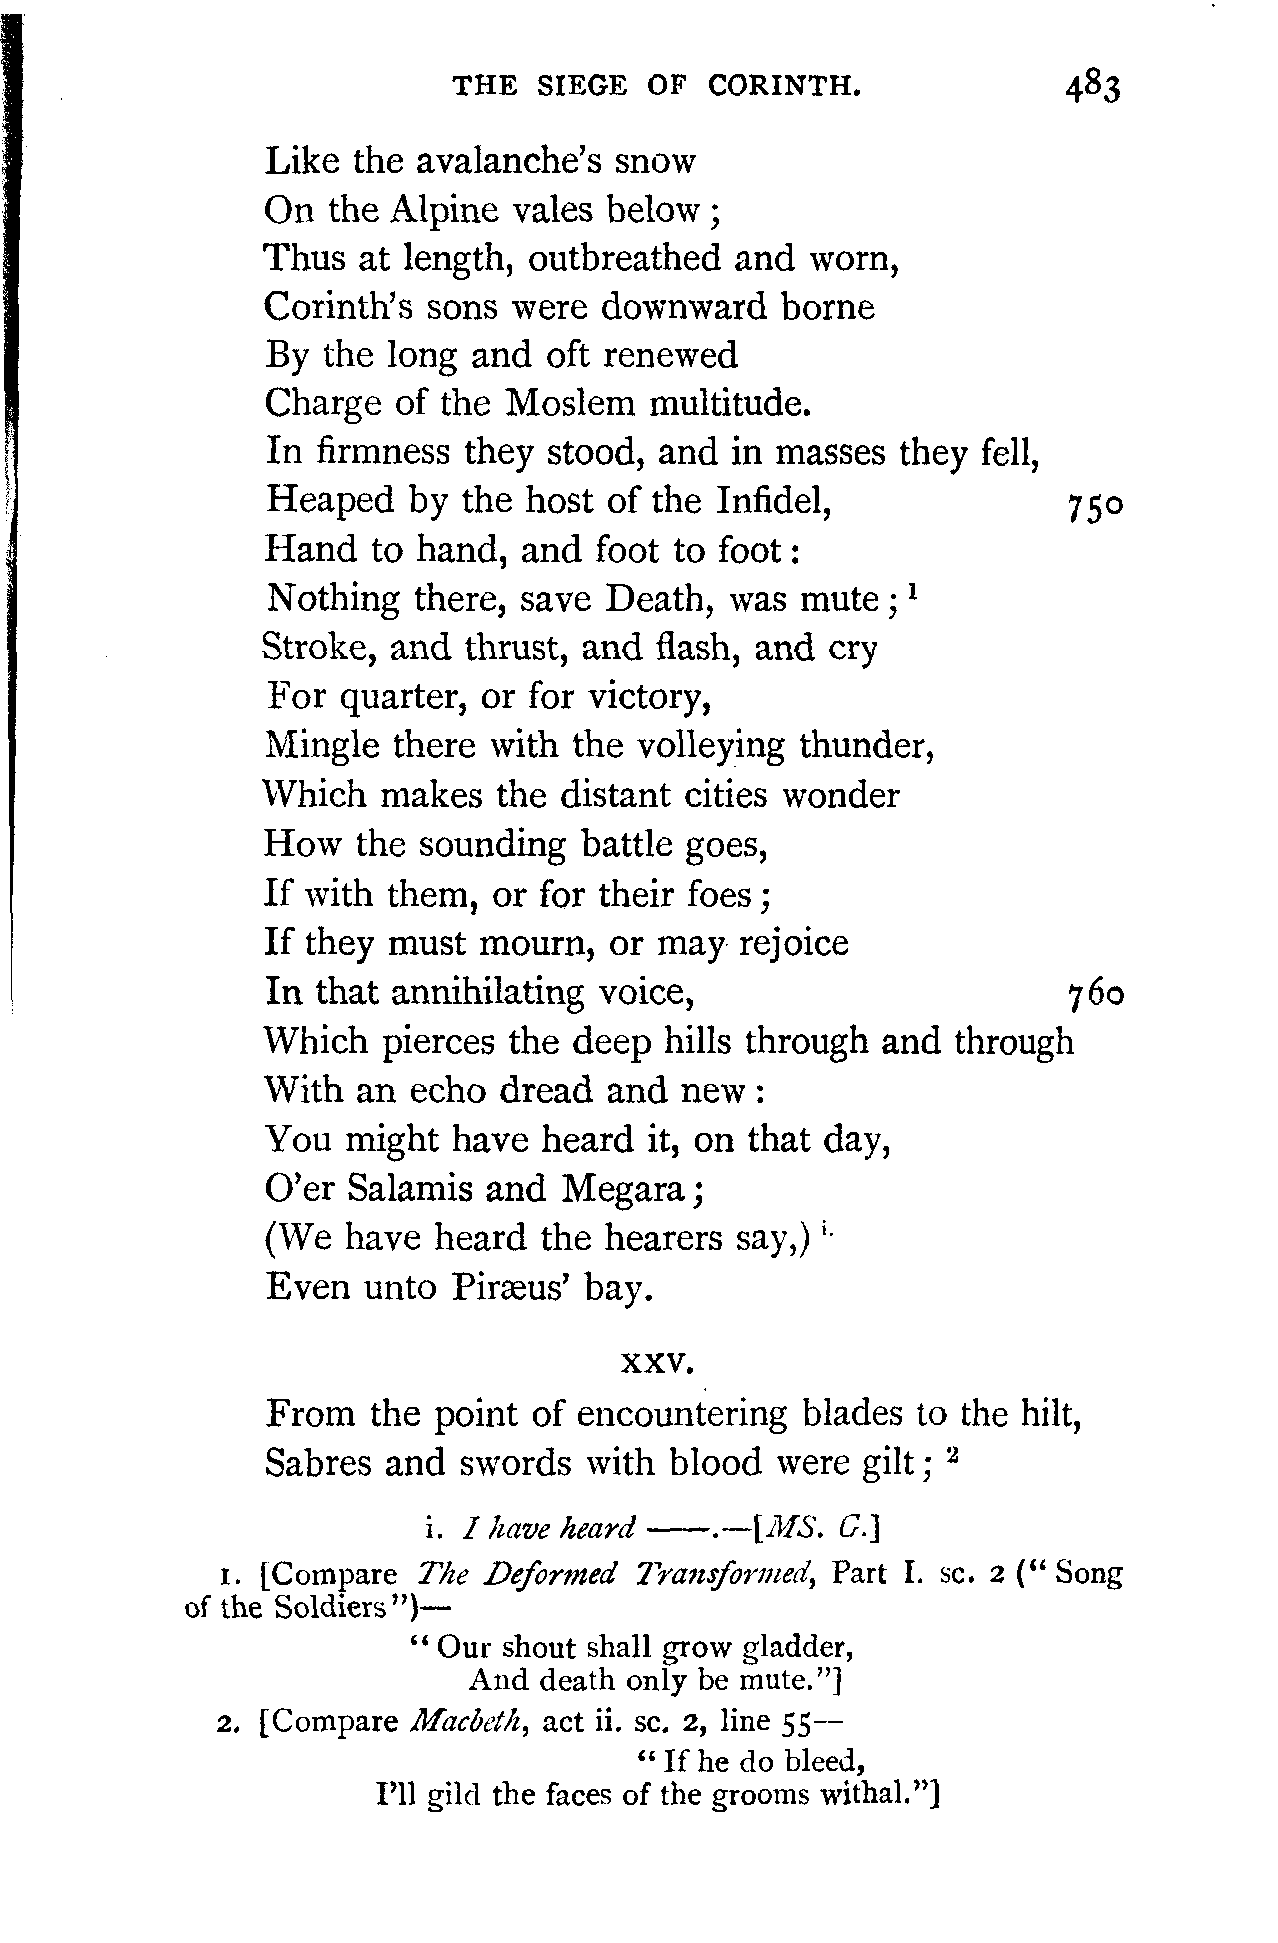 THE SIEGE OF CORINTH. 483
Like the avalanche's snow
On the Alpine vales below ;
Thus at length, outbreathed and worn,
Corinth's sons were downward borne
By the long and oft renewed
Charge of the Moslem multitude.
In firmness they stood, and in masses they fell,
Heaped by the host of the Infidel, 750
Hand to hand, and foot to foot :
Nothing there, save Death, was mute ; ¹
Stroke, and thrust, and flash, and cry
For quarter, or for victory,
Mingle there with the volleying thunder,
Which makes the distant cities wonder
How the sounding battle goes,
If with them, or for their foes ;
If they must mourn, or may rejoice
In that annihilating voice, 760
Which pierces the deep hills through and through
With an echo dread and new :
You might have heard it, on that day,
O'er Salamis and Megara ;
(We have heard the hearers say,) i.
Even unto Piræus' bay.
XXV.
From the point of encountering blades to the hilt,
Sabres and swords with blood were gilt ; ²
i. I have heard ——.—[MS. G.]
1. [Compare The Deformed Transformed, Part I. sc. 2 (“ Song
of the Soldiers ”)—
“ Our shout shall grow gladder,
And death only be mute.”]
2. [Compare Macbeth, act ii. sc. 2, line 55—
“ If he do bleed,
I'll gild the faces of the grooms withal.”]